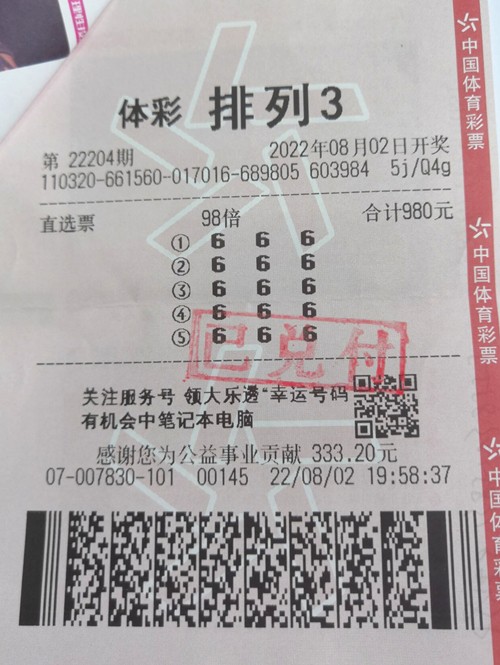 体彩 排列3
第 22204期 2022年08月02日开奖
110320-661560-017016-689805 603984 5j/Q4g
直选票 98倍 合计980元
① 6 6 6
② 6 6 6
③ 6 6 6
④ 6 6 6
⑤ 6 6 6
已兑付
关注服务号 领大乐透“幸运号码
有机会中笔记本电脑
感谢您为公益事业贡献 333.20元
07-007830-101 00145 22/08/02 19:58:37
中国体育彩票
中国体育彩票
中国体育彩票